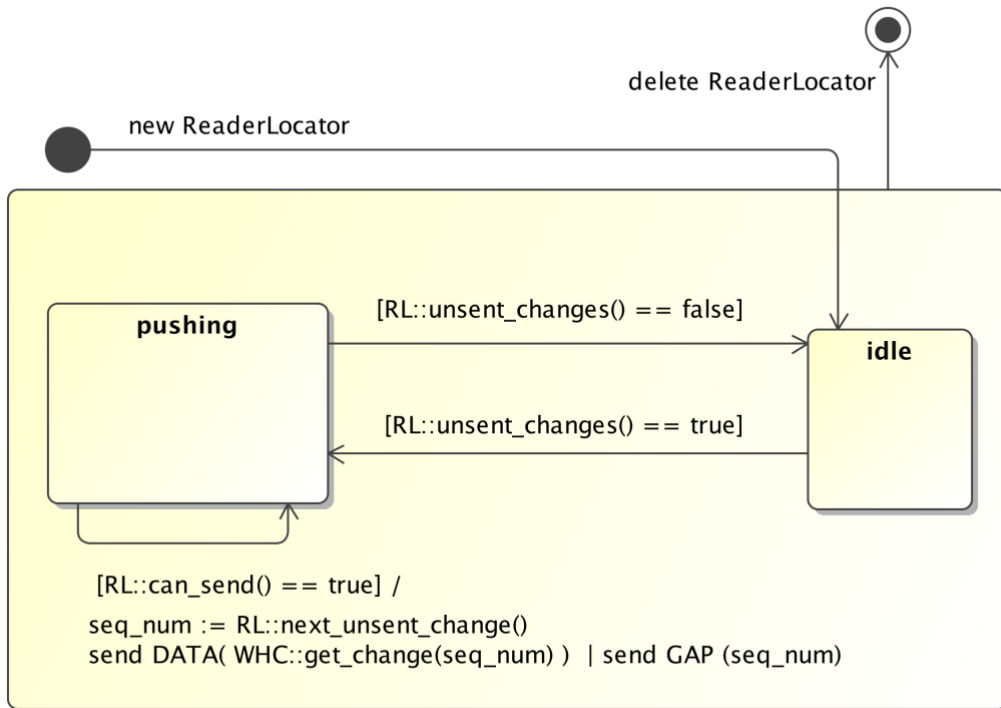 delete ReaderLocator
new ReaderLocator
[RL::unsent_changes() == false]
pushing
idle
[RL::unsent_changes() == true]
[RL::can_send() == true] /
seq_num := RL::next_unsent_change()
send DATA( WHC::get_change(seq_num) ) | send GAP (seq_num)